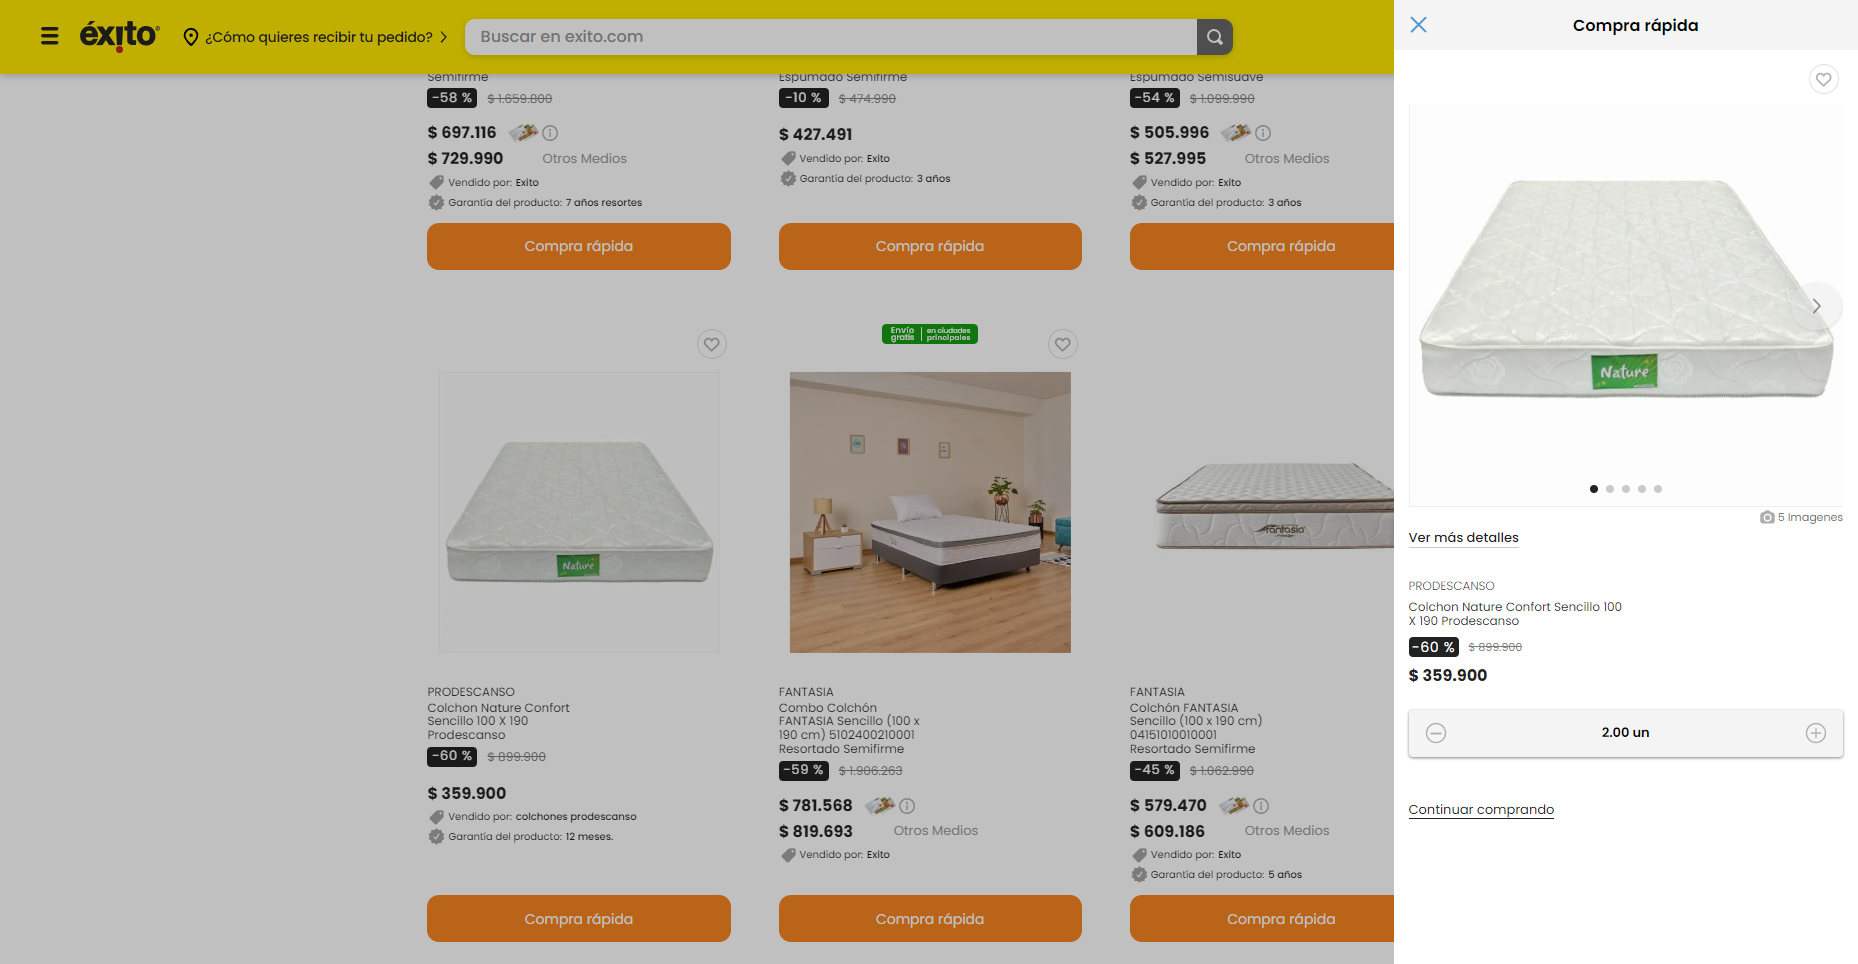 éxito
¿Cómo quieres recibir tu pedido?
Buscar en exito.com
Semifirme
-58 % $ 1.659.800
$ 697.116
$ 729.990 Otros Medios
Vendido por: Exito
Garantía del producto: 7 años resortes
Compra rápida
Espumado Semifirme
-10 % $ 474.990
$ 427.491
Vendido por: Exito
Garantía del producto: 3 años
Compra rápida
Espumado Semisuave
-54 % $ 1.099.990
$ 505.996
$ 527.995 Otros Medios
Vendido por: Exito
Garantía del producto: 3 años
Compra rápida
Nature
PRODESCANSO
Colchon Nature Confort
Sencillo 100 X 190
Prodescanso
-60 % $ 899.900
$ 359.900
Vendido por: colchones prodescanso
Garantía del producto: 12 meses.
Compra rápida
Envío
gratis
en ciudades
principales
FANTASIA
Combo Colchón
FANTASIA Sencillo (100 x
190 cm) 5102400210001
Resortado Semifirme
-59 % $ 1.906.263
$ 781.568
$ 819.693 Otros Medios
Vendido por: Exito
Compra rápida
fantasia
FANTASIA
Colchón FANTASIA
Sencillo (100 x 190 cm)
04151010010001
Resortado Semifirme
-45 % $ 1.062.990
$ 579.470
$ 609.186 Otros Medios
Vendido por: Exito
Garantía del producto: 5 años
Compra rápida
Compra rápida
Nature
5 Imagenes
Ver más detalles
PRODESCANSO
Colchon Nature Confort Sencillo 100
X 190 Prodescanso
-60 % $ 899.900
$ 359.900
2.00 un
Continuar comprando